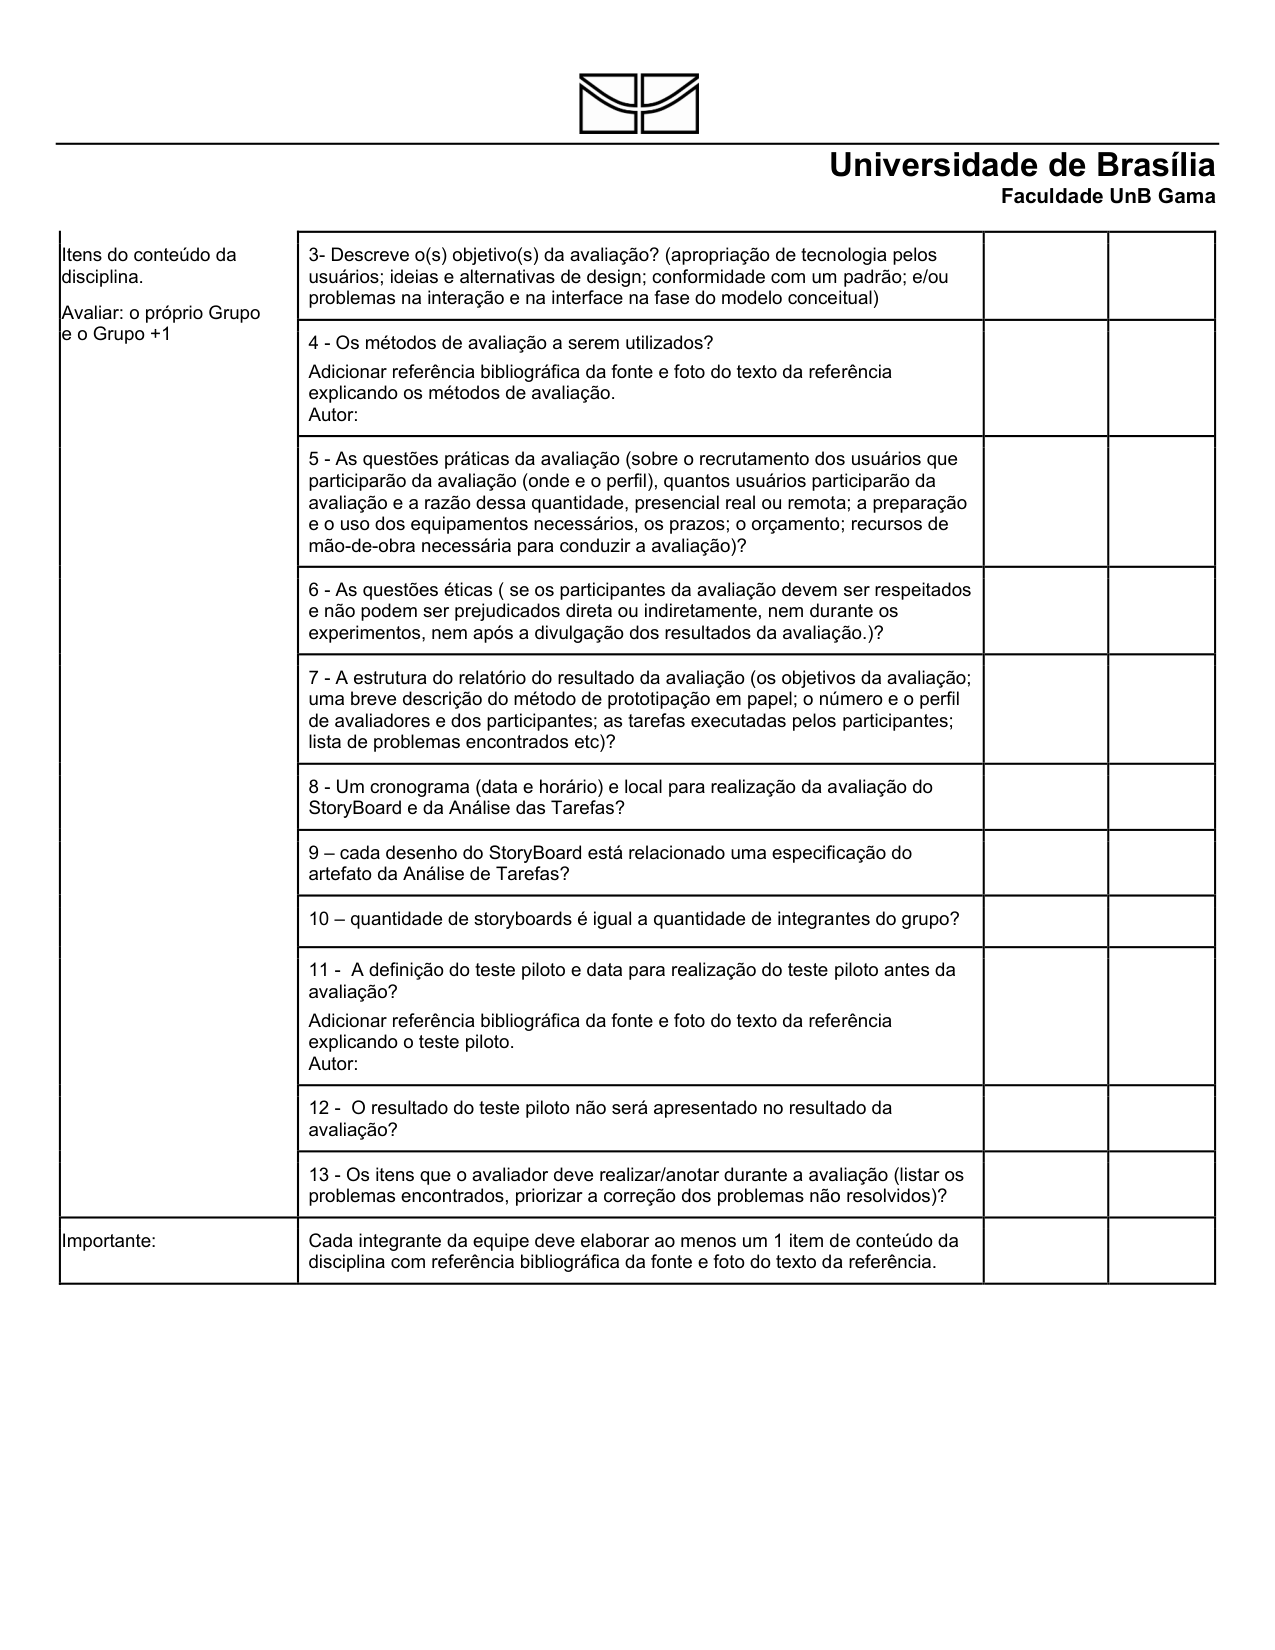 Universidade de Brasília
Faculdade UnB Gama
Itens do conteúdo da
disciplina.
Avaliar: o próprio Grupo
e o Grupo +1
3- Descreve o(s) objetivo(s) da avaliação? (apropriação de tecnologia pelos
usuários; ideias e alternativas de design; conformidade com um padrão; e/ou
problemas na interação e na interface na fase do modelo conceitual)
4 - Os métodos de avaliação a serem utilizados?
Adicionar referência bibliográfica da fonte e foto do texto da referência
explicando os métodos de avaliação.
Autor:
5 - As questões práticas da avaliação (sobre o recrutamento dos usuários que
participarão da avaliação (onde e o perfil), quantos usuários participarão da
avaliação e a razão dessa quantidade, presencial real ou remota; a preparação
e o uso dos equipamentos necessários, os prazos; o orçamento; recursos de
mão-de-obra necessária para conduzir a avaliação)?
6 - As questões éticas ( se os participantes da avaliação devem ser respeitados
e não podem ser prejudicados direta ou indiretamente, nem durante os
experimentos, nem após a divulgação dos resultados da avaliação.)?
7 - A estrutura do relatório do resultado da avaliação (os objetivos da avaliação;
uma breve descrição do método de prototipação em papel; o número e o perfil
de avaliadores e dos participantes; as tarefas executadas pelos participantes;
lista de problemas encontrados etc)?
8 - Um cronograma (data e horário) e local para realização da avaliação do
StoryBoard e da Análise das Tarefas?
9 – cada desenho do StoryBoard está relacionado uma especificação do
artefato da Análise de Tarefas?
10 – quantidade de storyboards é igual a quantidade de integrantes do grupo?
11 -  A definição do teste piloto e data para realização do teste piloto antes da
avaliação?
Adicionar referência bibliográfica da fonte e foto do texto da referência
explicando o teste piloto.
Autor:
12 -  O resultado do teste piloto não será apresentado no resultado da
avaliação?
13 - Os itens que o avaliador deve realizar/anotar durante a avaliação (listar os
problemas encontrados, priorizar a correção dos problemas não resolvidos)?
Importante:
Cada integrante da equipe deve elaborar ao menos um 1 item de conteúdo da
disciplina com referência bibliográfica da fonte e foto do texto da referência.